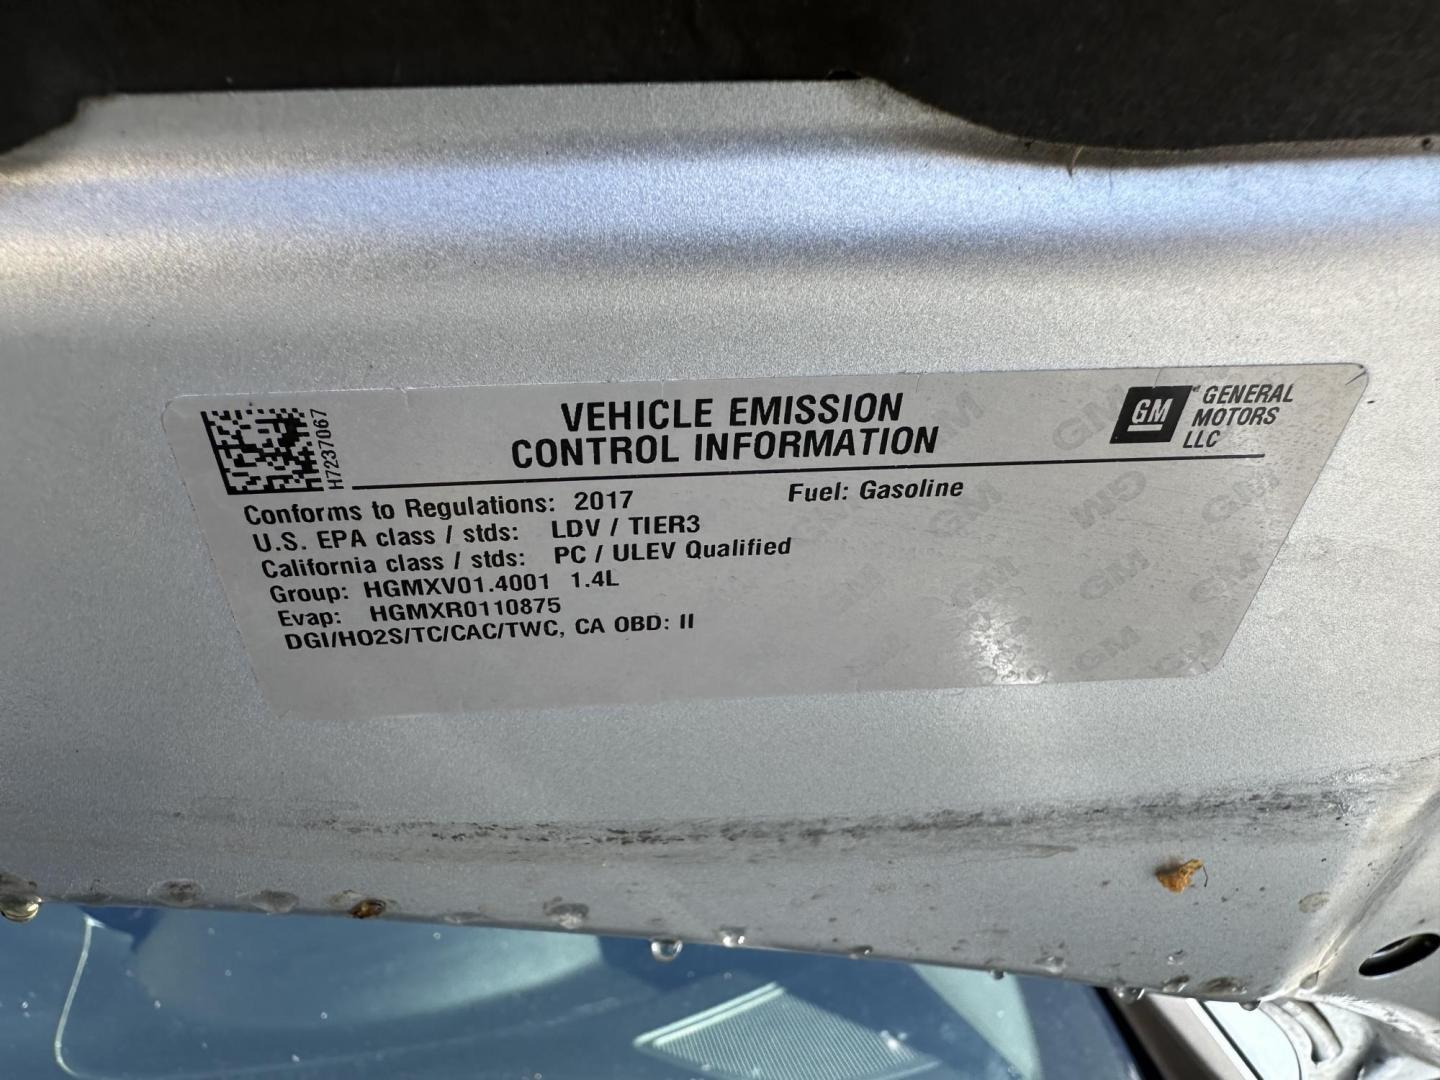 H7237067
VEHICLE EMISSION
CONTROL INFORMATION
GM
GENERAL
MOTORS
LLC
Conforms to Regulations: 2017
Fuel: Gasoline
U.S. EPA class / stds: LDV / TIER3
California class / stds: PC / ULEV Qualified
Group: HGMXV01.4001 1.4L
Evap: HGMXR0110875
DGI/HO2S/TC/CAC/TWC, CA OBD: II